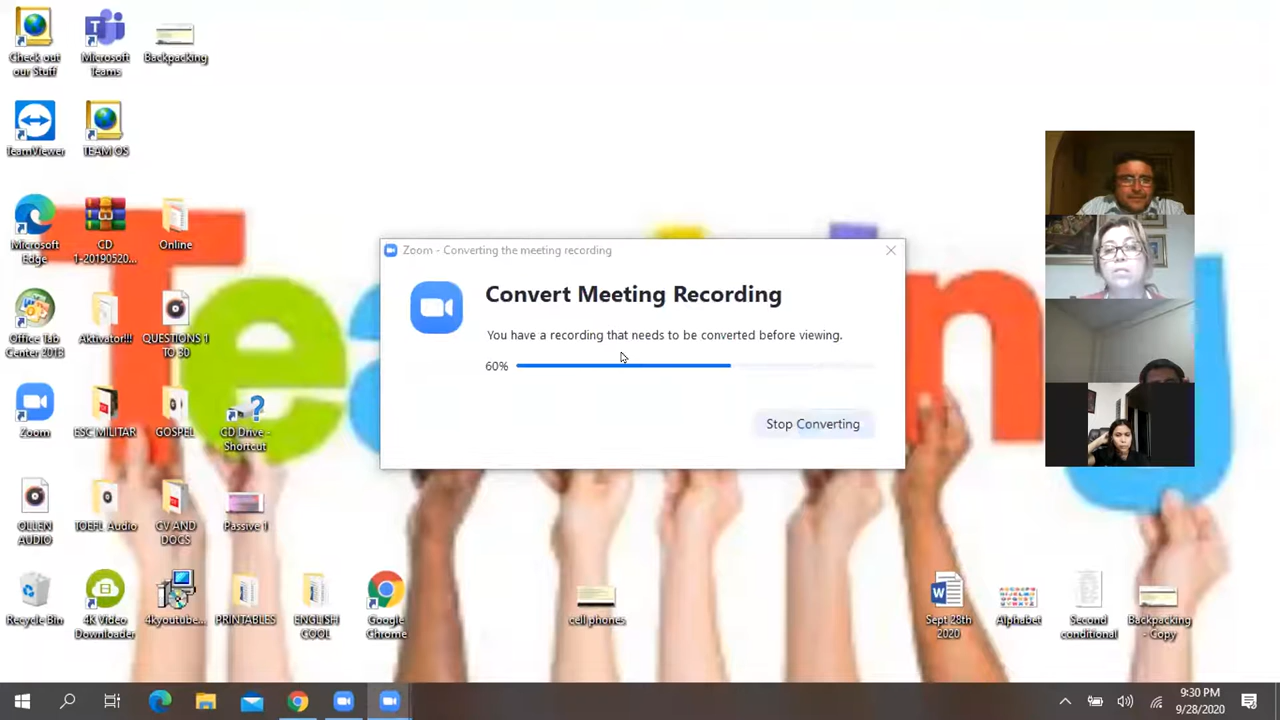 Check out
our Stuff
Microsoft
Teams
Backpacking
TeamViewer
TEAM OS
Microsoft
Edge
CD
1-20190520...
Online
Office Tab
Center 2013
Aktivator!!!
QUESTIONS 1
TO 30
Zoom
ESC MILITAR
GOSPEL
CD Drive -
Shortcut
OLLEN
AUDIO
TOEFL Audio
CV AND
DOCS
Passive 1
Recycle Bin
4K Video
Downloader
4kyoutube...
PRINTABLES
ENGLISH
COOL
Google
Chrome
cell phones
Sept 28th
2020
Alphabet
Second
conditional
Backpacking
- Copy
Zoom - Converting the meeting recording
Convert Meeting Recording
You have a recording that needs to be converted before viewing.
60%
Stop Converting
9:30 PM
9/28/2020